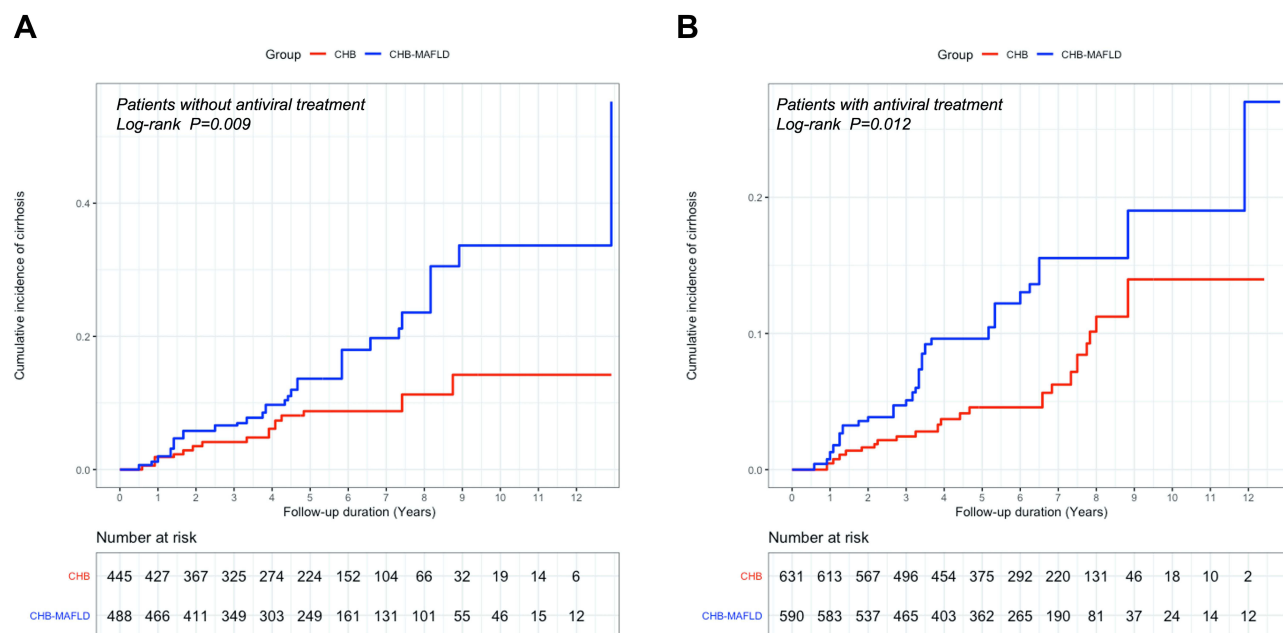 A
Group CHB CHB-MAFLD
Patients without antiviral treatment
Log-rank P=0.009
Cumulative incidence of cirrhosis
0.4
0.2
0.0
0 1 2 3 4 5 6 7 8 9 10 11 12
Follow-up duration (Years)
Number at risk
CHB 445 427 367 325 274 224 152 104 66 32 19 14 6
CHB-MAFLD 488 466 411 349 303 249 161 131 101 55 46 15 12
B
Group CHB CHB-MAFLD
Patients with antiviral treatment
Log-rank P=0.012
Cumulative incidence of cirrhosis
0.2
0.1
0.0
0 1 2 3 4 5 6 7 8 9 10 11 12
Follow-up duration (Years)
Number at risk
CHB 631 613 567 496 454 375 292 220 131 46 18 10 2
CHB-MAFLD 590 583 537 465 403 362 265 190 81 37 24 14 12